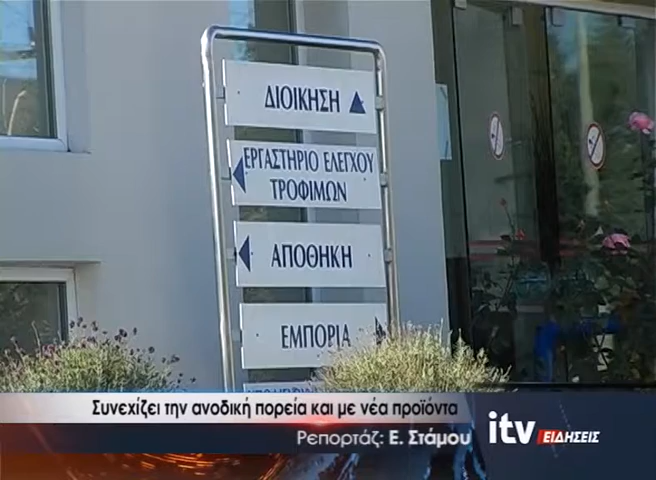 ΔΙΟΙΚΗΣΗ
ΕΡΓΑΣΤΗΡΙΟ ΕΛΕΓΧΟΥ
ΤΡΟΦΙΜΩΝ
ΑΠΟΘΗΚΗ
ΕΜΠΟΡΙΑ
Συνεχίζει την ανοδική πορεία και με νέα προϊόντα
Ρεπορτάζ: Ε. Στάμου
itv ΕΙΔΗΣΕΙΣ